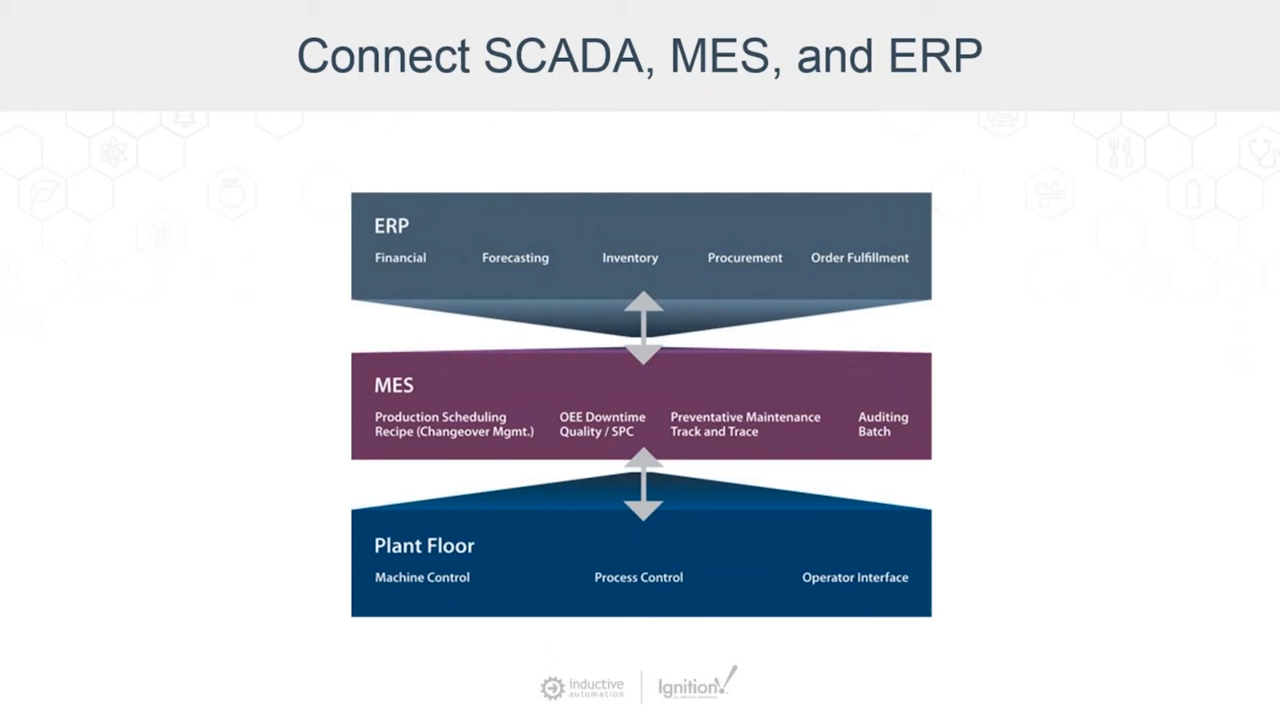 Connect SCADA, MES, and ERP
ERP
Financial Forecasting Inventory Procurement Order Fulfillment
MES
Production Scheduling OEE Downtime Preventative Maintenance Auditing
Recipe (Changeover Mgmt.) Quality / SPC Track and Trace Batch
Plant Floor
Machine Control Process Control Operator Interface
inductive automation
Ignition!